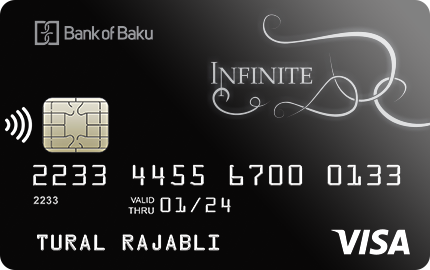 Bank of Baku
INFINITE
2233 4455 6700 0133
2233
VALID
THRU 01/24
TURAL RAJABLI
VISA